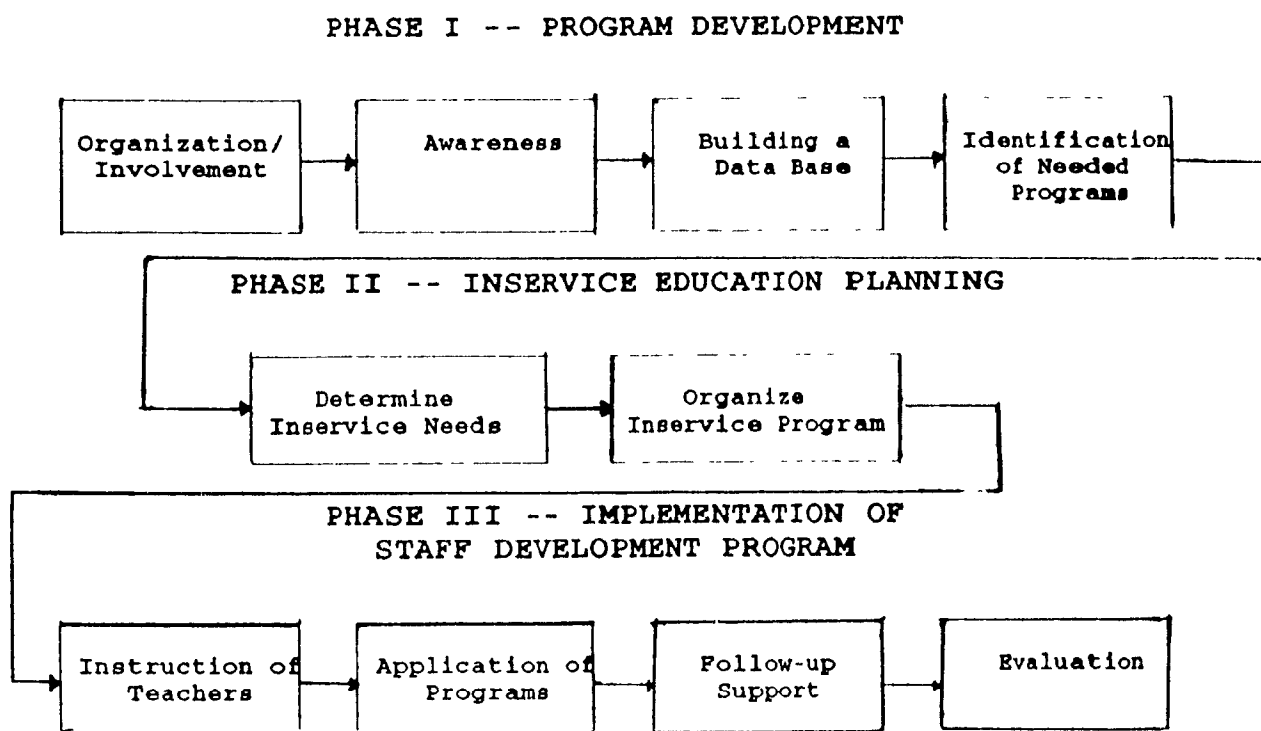 PHASE I -- PROGRAM DEVELOPMENT
Organization/
Involvement
Awareness
Building a
Data Base
Identification
of Needed
Programs
PHASE II -- INSERVICE EDUCATION PLANNING
Determine
Inservice Needs
Organize
Inservice Program
PHASE III -- IMPLEMENTATION OF
STAFF DEVELOPMENT PROGRAM
Instruction of
Teachers
Application of
Programs
Follow-up
Support
Evaluation